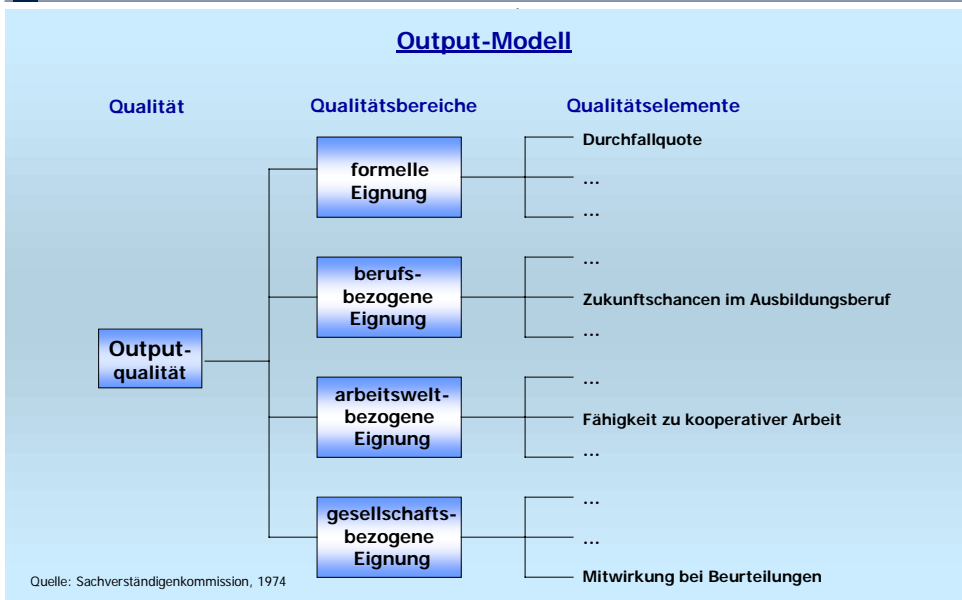 Output-Modell
Qualität
Qualitätsbereiche
Qualitätselemente
formelle
Eignung
Durchfallquote
...
...
berufs-
bezogene
Eignung
...
Zukunftschancen im Ausbildungsberuf
...
Output-
qualität
arbeitswelt-
bezogene
Eignung
...
Fähigkeit zu kooperativer Arbeit
...
gesellschafts-
bezogene
Eignung
...
...
Mitwirkung bei Beurteilungen
Quelle: Sachverständigenkommission, 1974